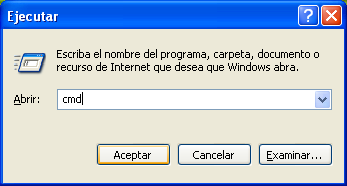 Ejecutar
Escriba el nombre del programa, carpeta, documento o
recurso de Internet que desea que Windows abra.
Abrir: cmd
Aceptar Cancelar Examinar...